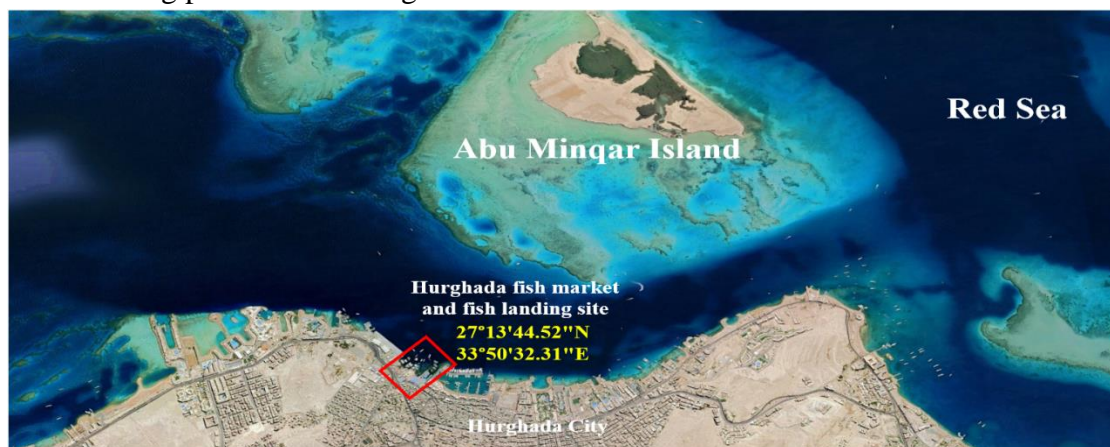 Red Sea
Abu Minqar Island
Hurghada fish market
and fish landing site
27°13'44.52"N
33°50'32.31"E
Hurghada City